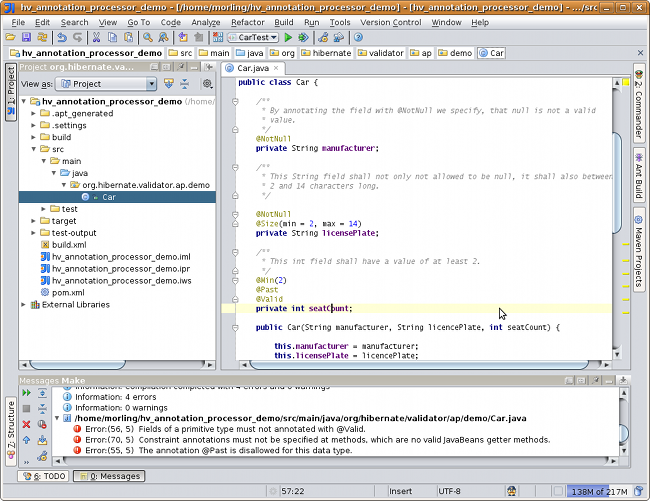 hv_annotation_processor_demo - [/home/morling/hv_annotation_processor_demo] - [hv_annotation_processor_demo] - .../src
File Edit Search View Go To Code Analyze Refactor Build Run Tools Version Control Window Help
CarTest
hv_annotation_processor_demo src main java org hibernate validator ap demo Car
1: Project
Project org.hibernate.va...
View as: Project
hv_annotation_processor_demo (/home/
.apt_generated
.settings
build
src
main
java
org.hibernate.validator.ap.demo
Car
test
target
test-output
build.xml
hv_annotation_processor_demo.iml
hv_annotation_processor_demo.ipr
hv_annotation_processor_demo.iws
pom.xml
External Libraries
Car.java
public class Car {
/**
* By annotating the field with @NotNull we specify, that null is not a valid
* value.
*/
@NotNull
private String manufacturer;
/**
* This String field shall not only not allowed to be null, it shall also between
* 2 and 14 characters long.
*/
@NotNull
@Size(min = 2, max = 14)
private String licensePlate;
/**
* This int field shall have a value of at least 2.
*/
@Min(2)
@Past
@Valid
private int seatCount;
public Car(String manufacturer, String licencePlate, int seatCount) {
this.manufacturer = manufacturer;
this.licensePlate = licencePlate;
2: Commander
Ant Build
Maven Projects
7: Structure
Messages Make
Information: Compilation completed with 4 errors and 0 warnings
Information: 4 errors
Information: 0 warnings
/home/morling/hv_annotation_processor_demo/src/main/java/org/hibernate/validator/ap/demo/Car.java
Error:(56, 5) Fields of a primitive type must not annotated with @Valid.
Error:(70, 5) Constraint annotations must not be specified at methods, which are no valid JavaBeans getter methods.
Error:(55, 5) The annotation @Past is disallowed for this data type.
6: TODO 0: Messages
57:22 Insert UTF-8 138M of 217M